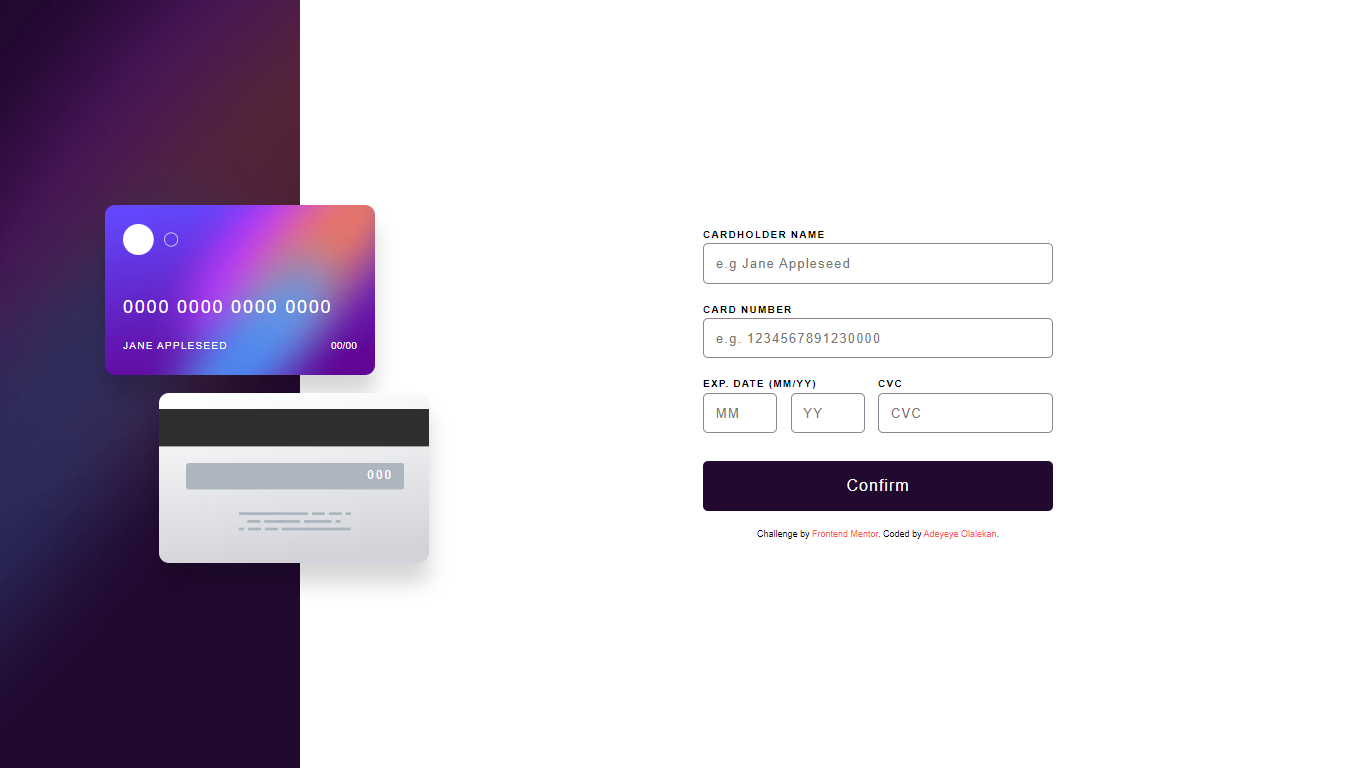 0000 0000 0000 0000
JANE APPLESEED 00/00
000
CARDHOLDER NAME
e.g Jane Appleseed
CARD NUMBER
e.g. 1234567891230000
EXP. DATE (MM/YY) CVC
MM YY CVC
Confirm
Challenge by Frontend Mentor. Coded by Adeyeye Olalekan.